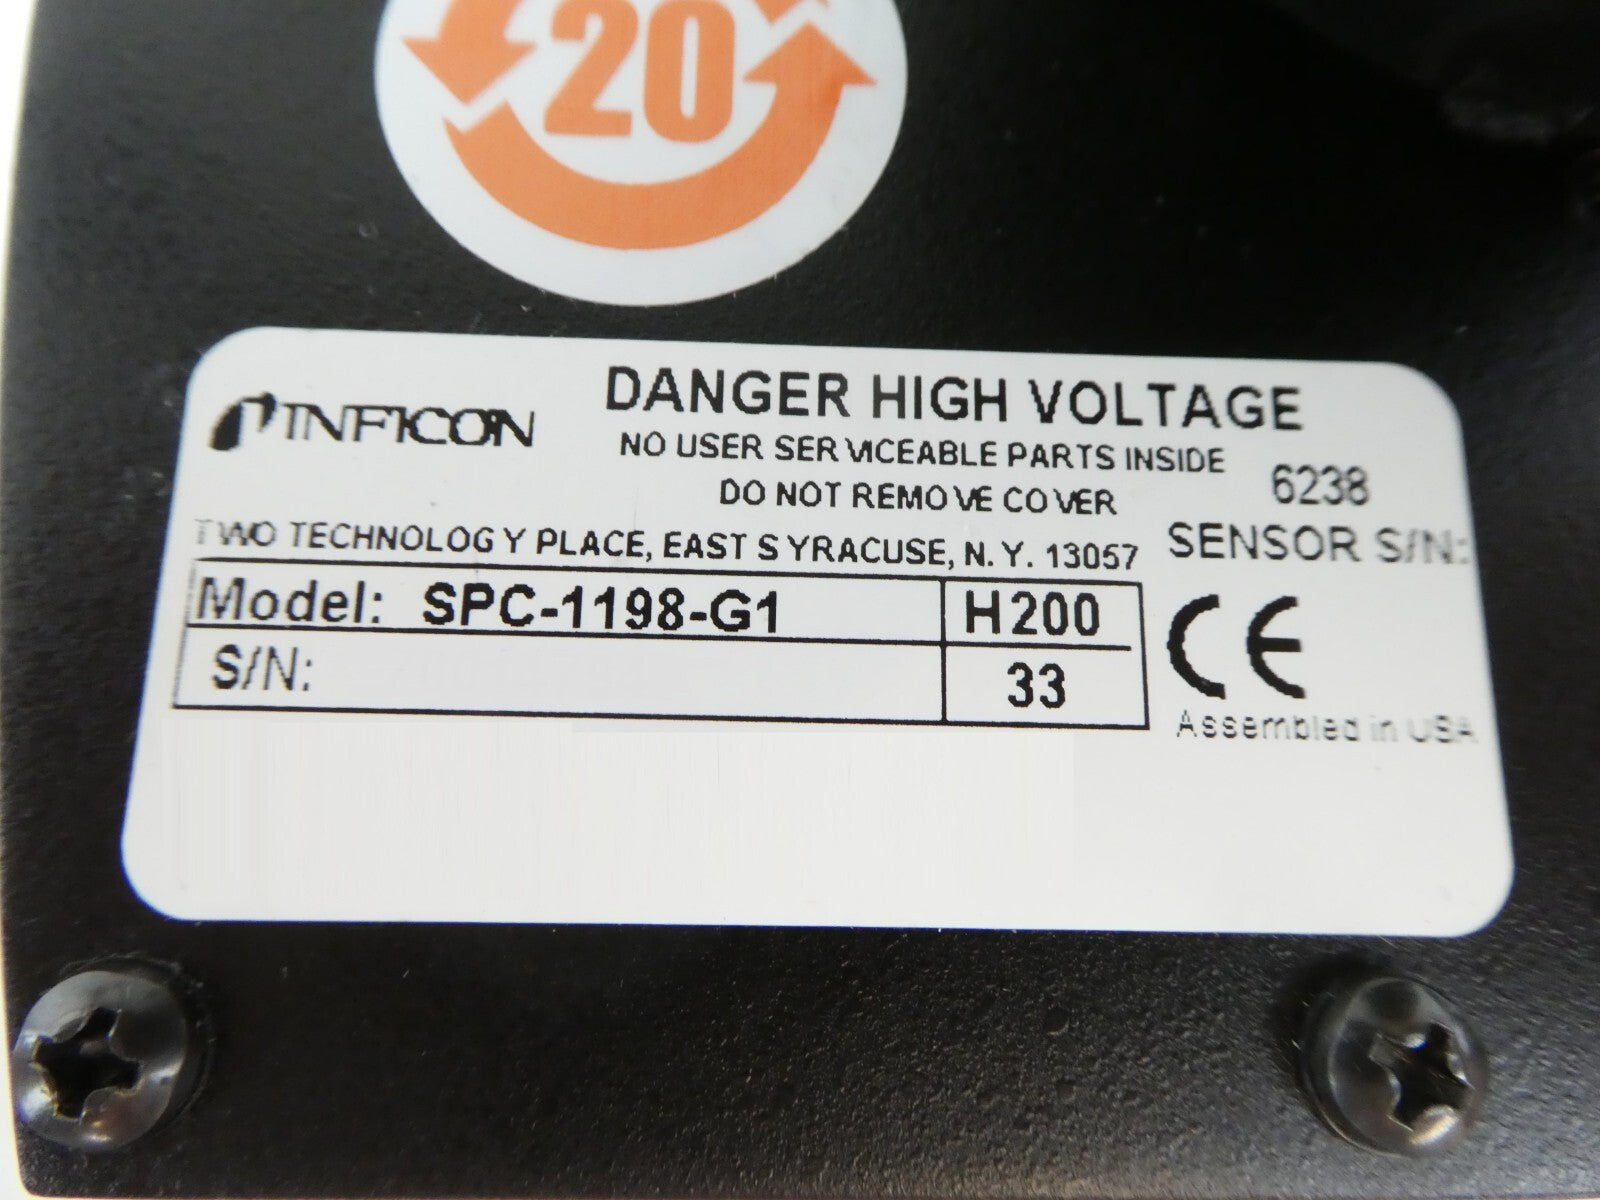 20
INFICON
DANGER HIGH VOLTAGE
NO USER SERVICEABLE PARTS INSIDE
DO NOT REMOVE COVER
6238
TWO TECHNOLOGY PLACE, EAST SYRACUSE, N.Y. 13057
SENSOR S/N:
Model: SPC-1198-G1 H200
S/N: 33
CE
Assembled in USA